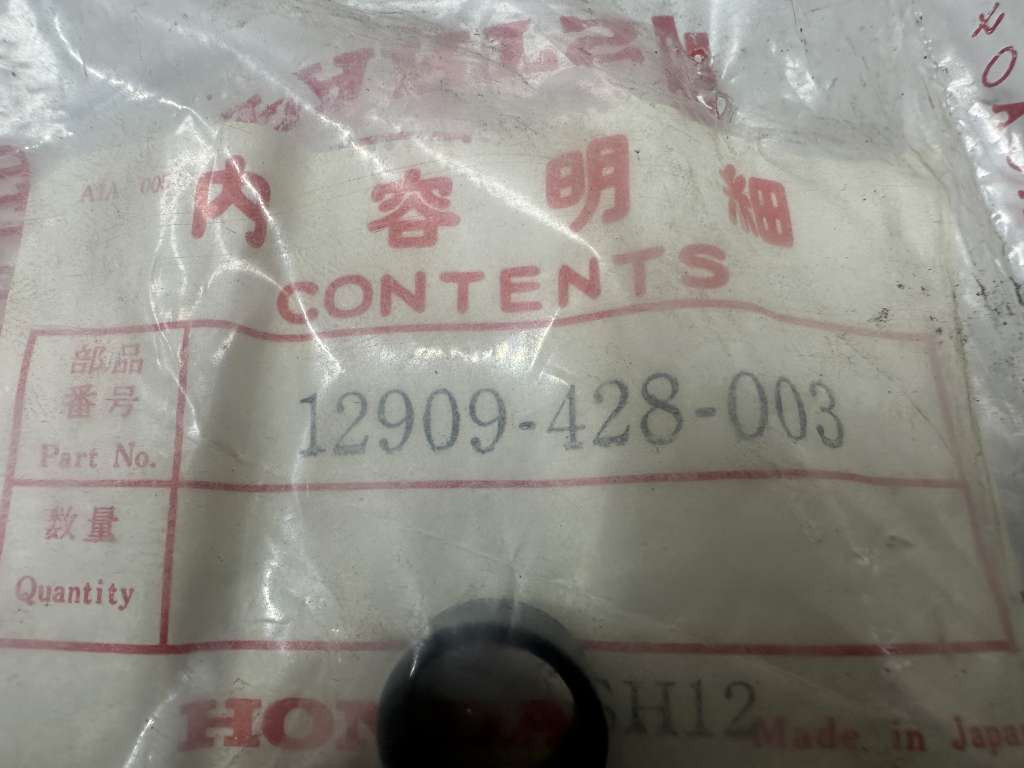 内容明細
CONTENTS
部品
番号
Part No.
12909-428-003
数量
Quantity
HONDA
SH12
Made in Japan